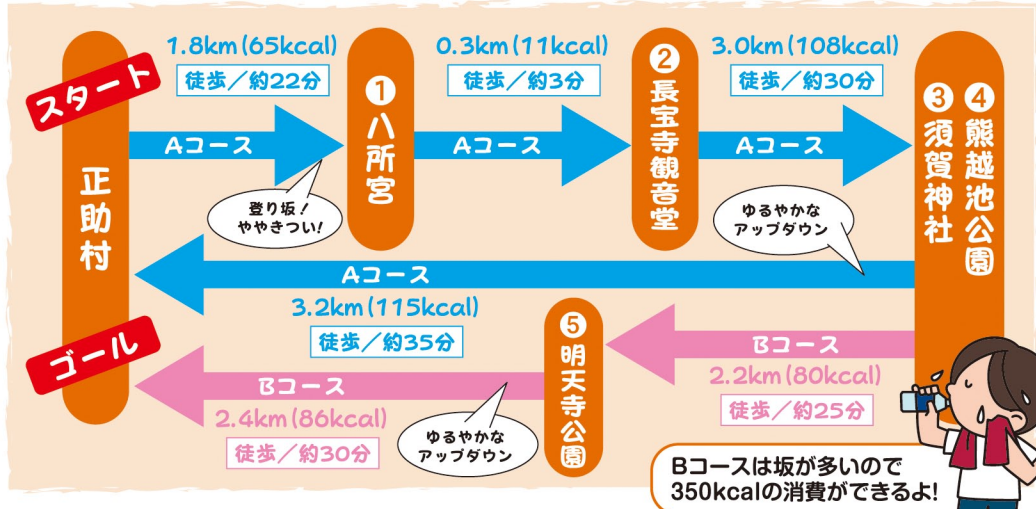 スタート
正助村
ゴール
1.8km(65kcal)
徒歩/約22分
Aコース
登り坂!
ややきつい!
❶八所宮
0.3km(11kcal)
徒歩/約3分
Aコース
❷長宝寺観音堂
3.0km(108kcal)
徒歩/約30分
Aコース
ゆるやかな
アップダウン
❹熊越池公園
❸須賀神社
Aコース
3.2km(115kcal)
徒歩/約35分
Bコース
2.2km(80kcal)
徒歩/約25分
❺明天寺公園
Bコース
2.4km(86kcal)
徒歩/約30分
ゆるやかな
アップダウン
Bコースは坂が多いので
350kcalの消費ができるよ!